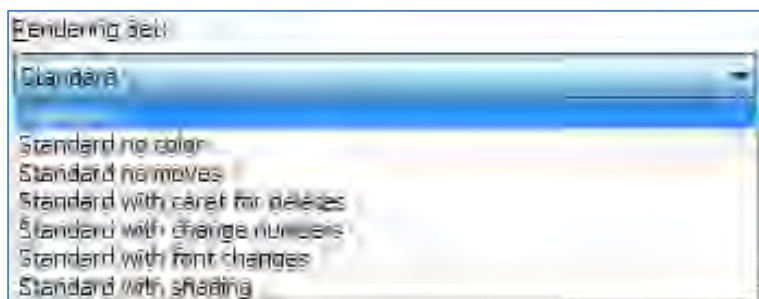 Rendering Set:
Standard
Standard no color
Standard no moves
Standard with caret for deletes
Standard with change numbers
Standard with font changes
Standard with shading